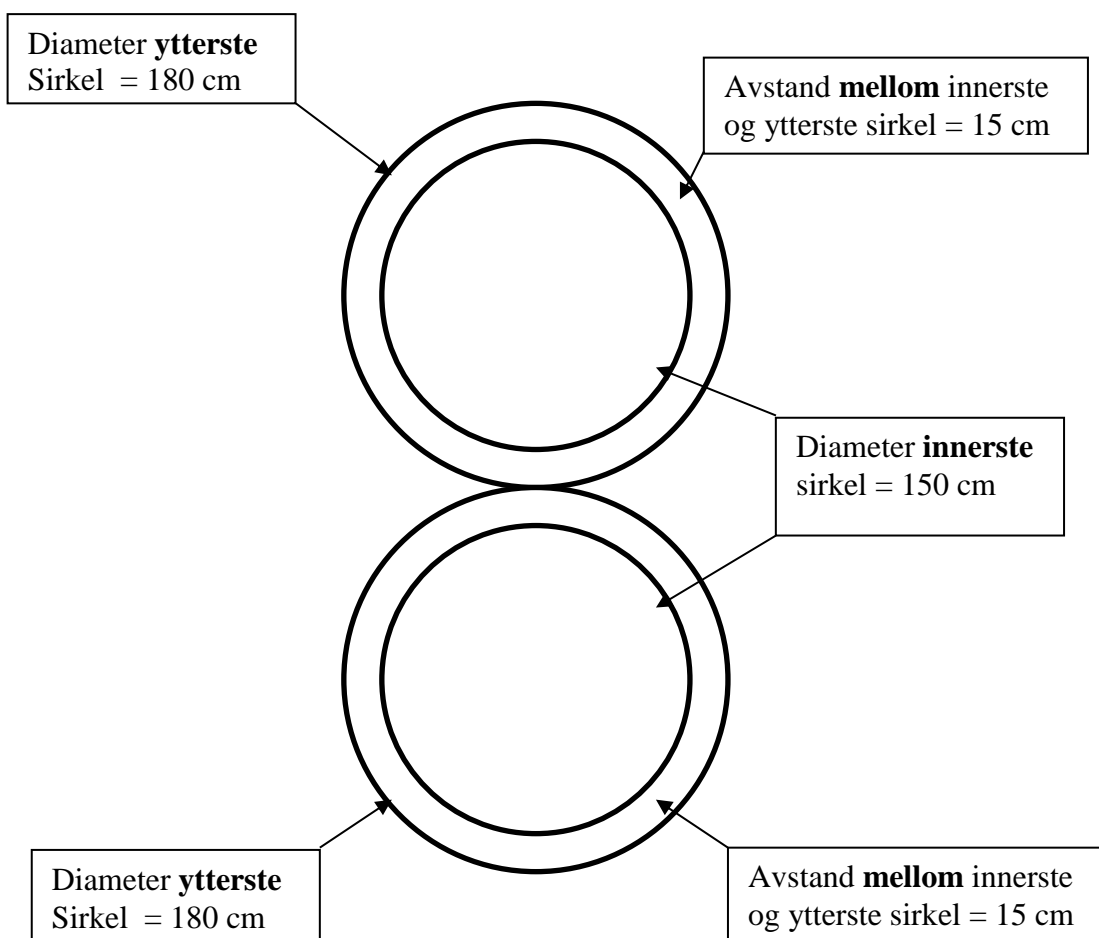 Diameter ytterste
Sirkel = 180 cm
Avstand mellom innerste
og ytterste sirkel = 15 cm
Diameter innerste
sirkel = 150 cm
Diameter ytterste
Sirkel = 180 cm
Avstand mellom innerste
og ytterste sirkel = 15 cm